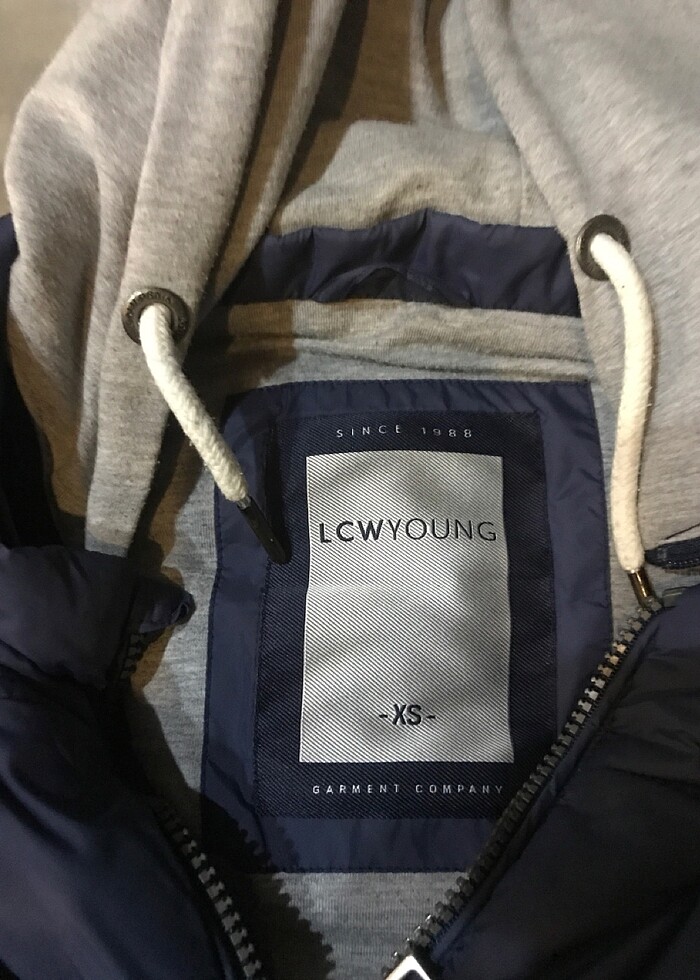 SINCE 1988
LCWYOUNG
-XS-
GARMENT COMPANY